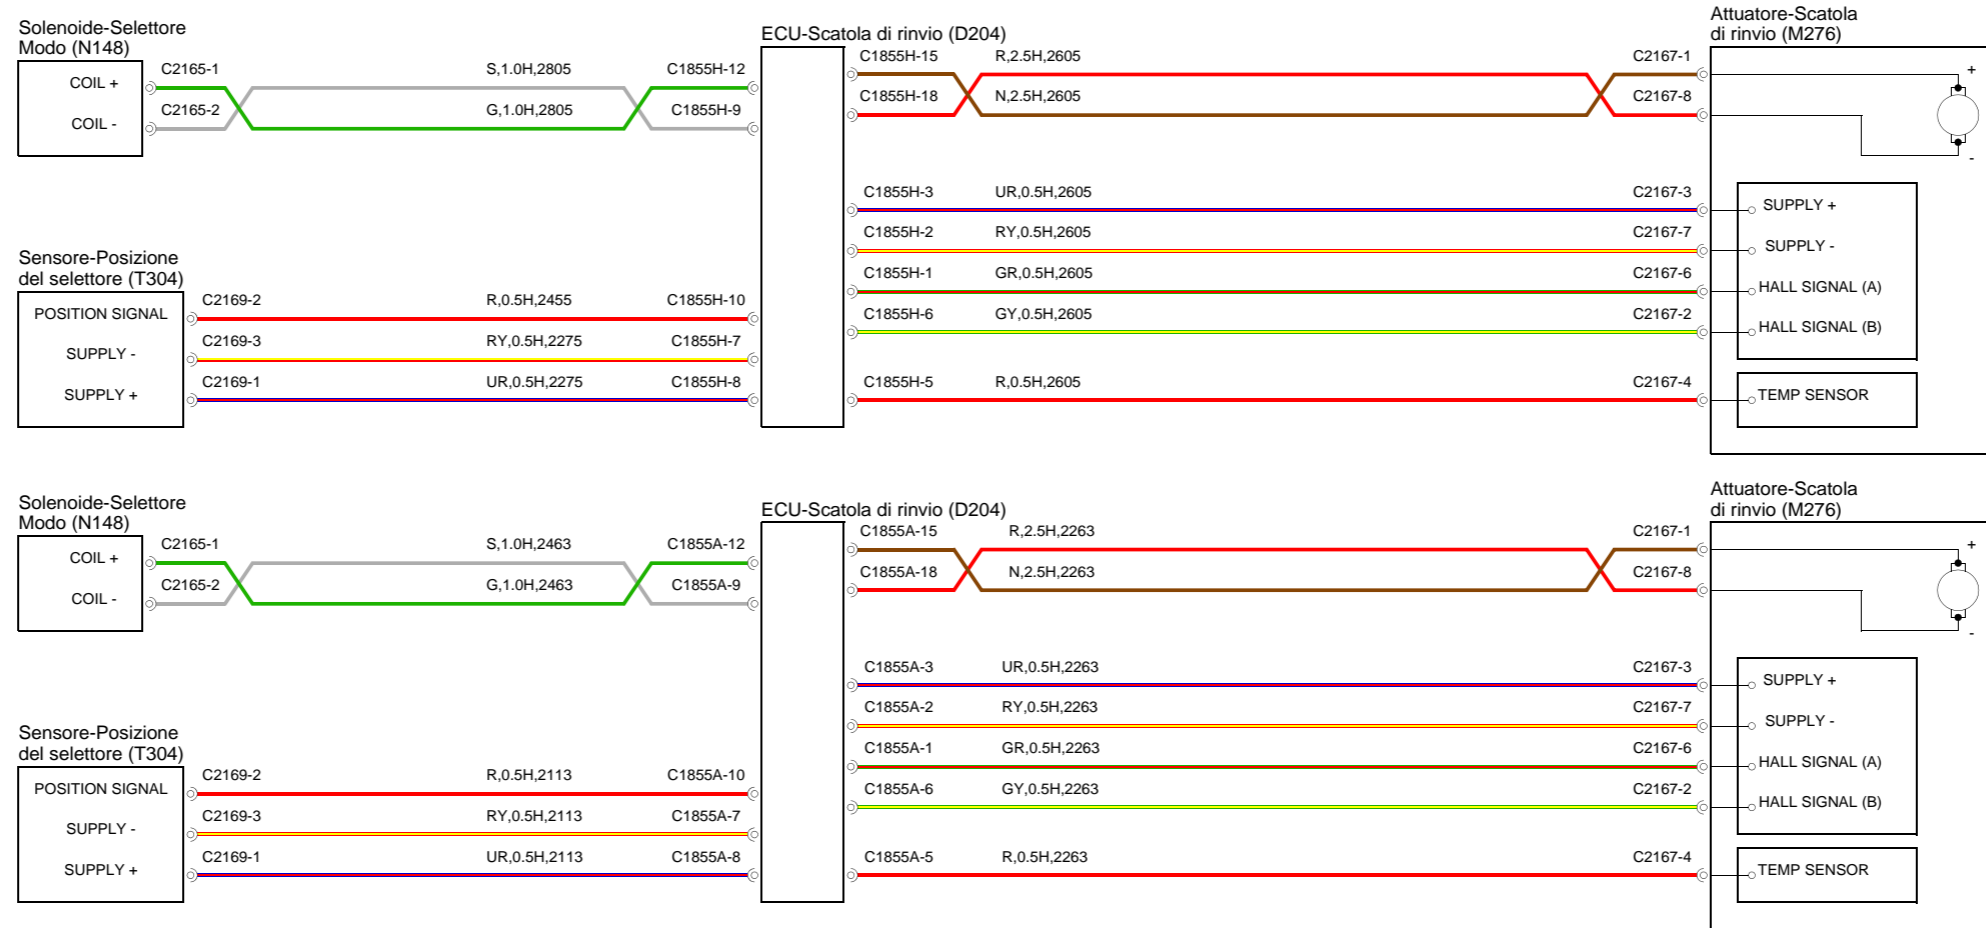 Solenoide-Selettore
Modo (N148)
COIL +
COIL -
C2165-1
C2165-2
S,1.0H,2805
G,1.0H,2805
C1855H-12
C1855H-9
Sensore-Posizione
del selettore (T304)
POSITION SIGNAL
SUPPLY -
SUPPLY +
C2169-2
C2169-3
C2169-1
R,0.5H,2455
RY,0.5H,2275
UR,0.5H,2275
C1855H-10
C1855H-7
C1855H-8
ECU-Scatola di rinvio (D204)
C1855H-15
C1855H-18
R,2.5H,2605
N,2.5H,2605
C2167-1
C2167-8
C1855H-3
C1855H-2
C1855H-1
C1855H-6
C1855H-5
UR,0.5H,2605
RY,0.5H,2605
GR,0.5H,2605
GY,0.5H,2605
R,0.5H,2605
C2167-3
C2167-7
C2167-6
C2167-2
C2167-4
Attuatore-Scatola
di rinvio (M276)
+
-
SUPPLY +
SUPPLY -
HALL SIGNAL (A)
HALL SIGNAL (B)
TEMP SENSOR
Solenoide-Selettore
Modo (N148)
COIL +
COIL -
C2165-1
C2165-2
S,1.0H,2463
G,1.0H,2463
C1855A-12
C1855A-9
Sensore-Posizione
del selettore (T304)
POSITION SIGNAL
SUPPLY -
SUPPLY +
C2169-2
C2169-3
C2169-1
R,0.5H,2113
RY,0.5H,2113
UR,0.5H,2113
C1855A-10
C1855A-7
C1855A-8
ECU-Scatola di rinvio (D204)
C1855A-15
C1855A-18
R,2.5H,2263
N,2.5H,2263
C2167-1
C2167-8
C1855A-3
C1855A-2
C1855A-1
C1855A-6
C1855A-5
UR,0.5H,2263
RY,0.5H,2263
GR,0.5H,2263
GY,0.5H,2263
R,0.5H,2263
C2167-3
C2167-7
C2167-6
C2167-2
C2167-4
Attuatore-Scatola
di rinvio (M276)
+
-
SUPPLY +
SUPPLY -
HALL SIGNAL (A)
HALL SIGNAL (B)
TEMP SENSOR